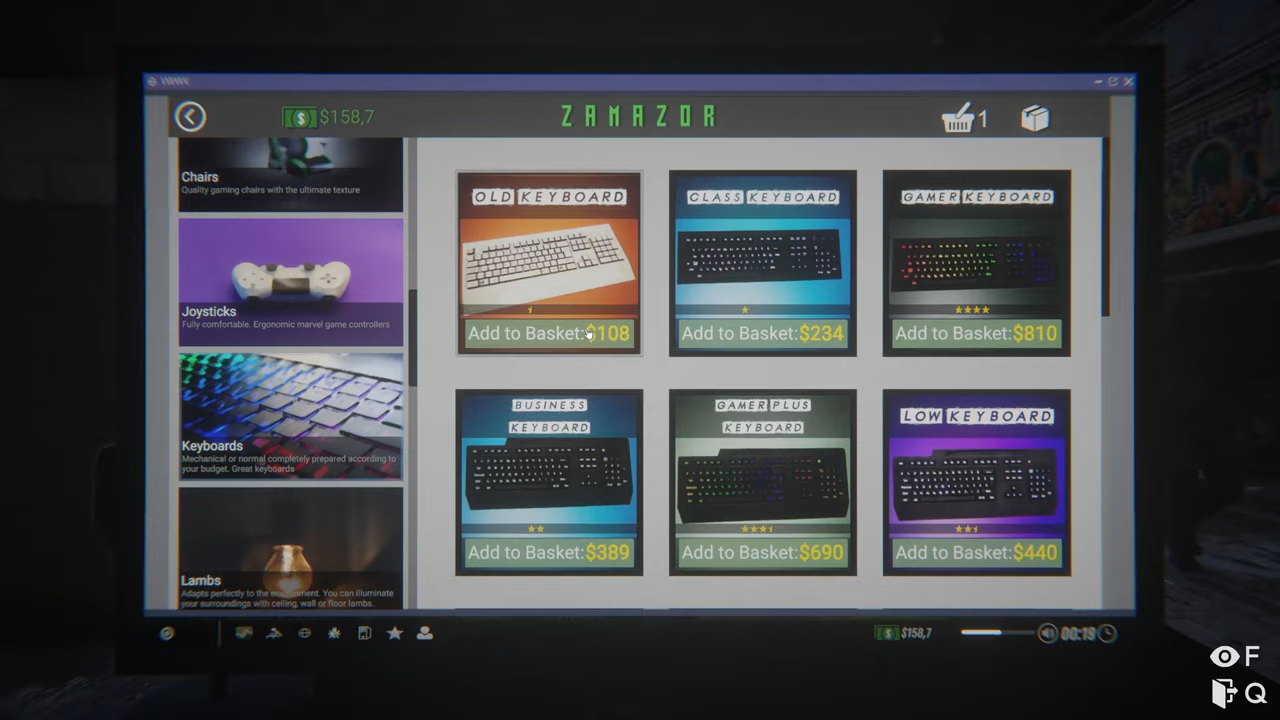 $158,7
ZAMAZOR
1
Chairs
Quality gaming chairs with the ultimate texture
Joysticks
Fully comfortable. Ergonomic marvel game controllers
Keyboards
Mechanical or normal completely prepared according to
your budget. Great keyboards
Lambs
Adapts perfectly to the environment. You can illuminate
your surroundings with ceiling, wall or floor lambs.
OLD KEYBOARD
Add to Basket:$108
CLASS KEYBOARD
Add to Basket:$234
GAMER KEYBOARD
Add to Basket:$810
BUSINESS
KEYBOARD
Add to Basket:$389
GAMER PLUS
KEYBOARD
Add to Basket:$690
LOW KEYBOARD
Add to Basket:$440
$158,7
00:19
F
Q